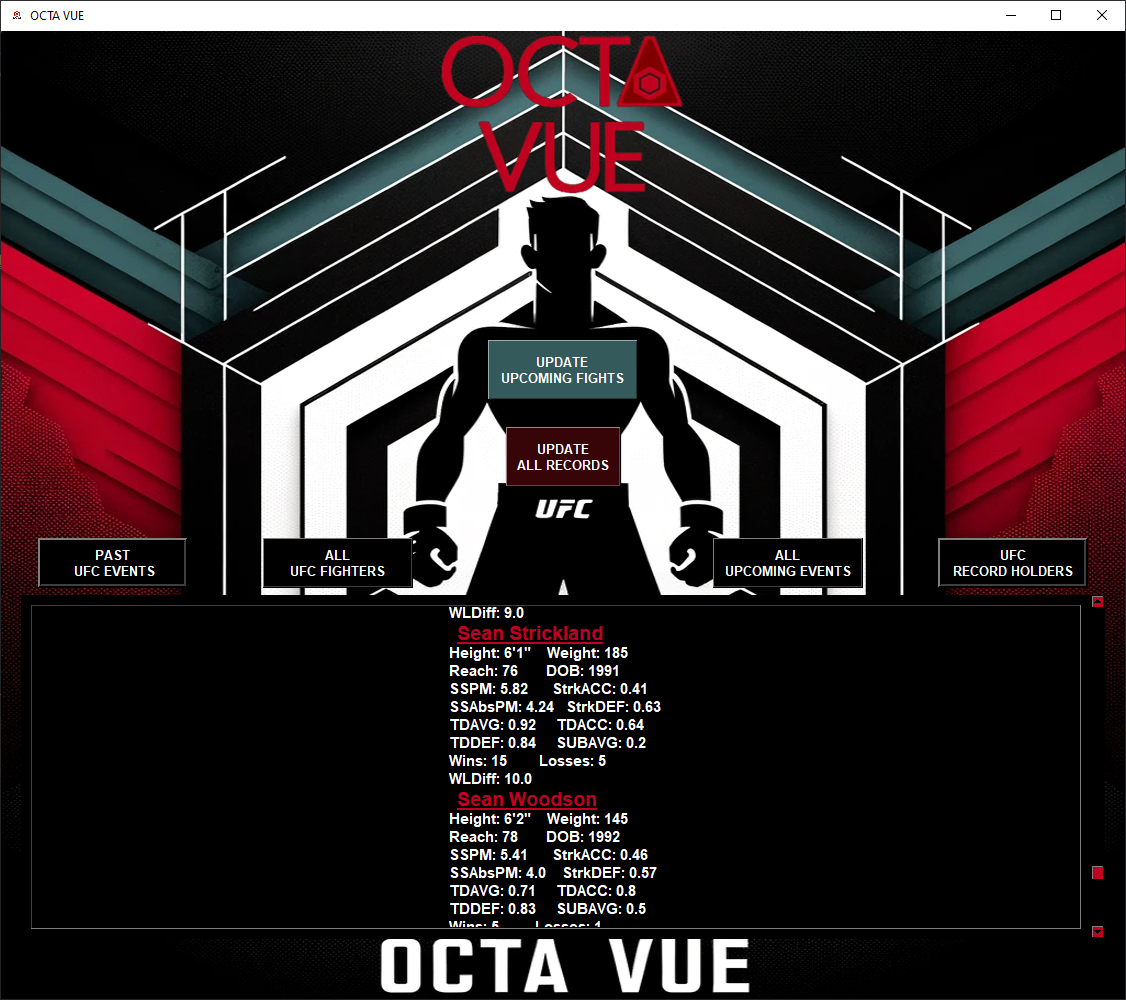 OCTA VUE
OCTA
VUE
UPDATE
UPCOMING FIGHTS
UPDATE
ALL RECORDS
UFC
PAST
UFC EVENTS
ALL
UFC FIGHTERS
ALL
UPCOMING EVENTS
UFC
RECORD HOLDERS
WLDiff: 9.0
Sean Strickland
Height: 6'1" Weight: 185
Reach: 76 DOB: 1991
SSPM: 5.82 StrkACC: 0.41
SSAbsPM: 4.24 StrkDEF: 0.63
TDAVG: 0.92 TDACC: 0.64
TDDEF: 0.84 SUBAVG: 0.2
Wins: 15 Losses: 5
WLDiff: 10.0
Sean Woodson
Height: 6'2" Weight: 145
Reach: 78 DOB: 1992
SSPM: 5.41 StrkACC: 0.46
SSAbsPM: 4.0 StrkDEF: 0.57
TDAVG: 0.71 TDACC: 0.8
TDDEF: 0.83 SUBAVG: 0.5
Wins: 5 Losses: 1
OCTA VUE